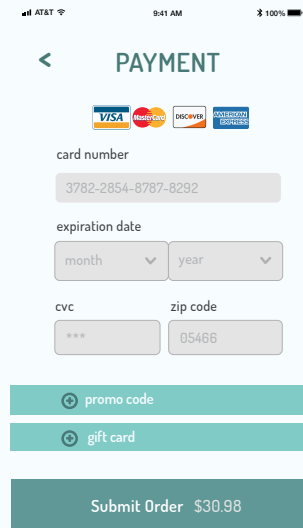 AT&T 9:41 AM 100%
<
PAYMENT
VISA MasterCard DISCOVER AMERICAN EXPRESS
card number
3782-2854-8787-8292
expiration date
month year
cvc zip code
*** 05466
promo code
gift card
Submit Order $30.98